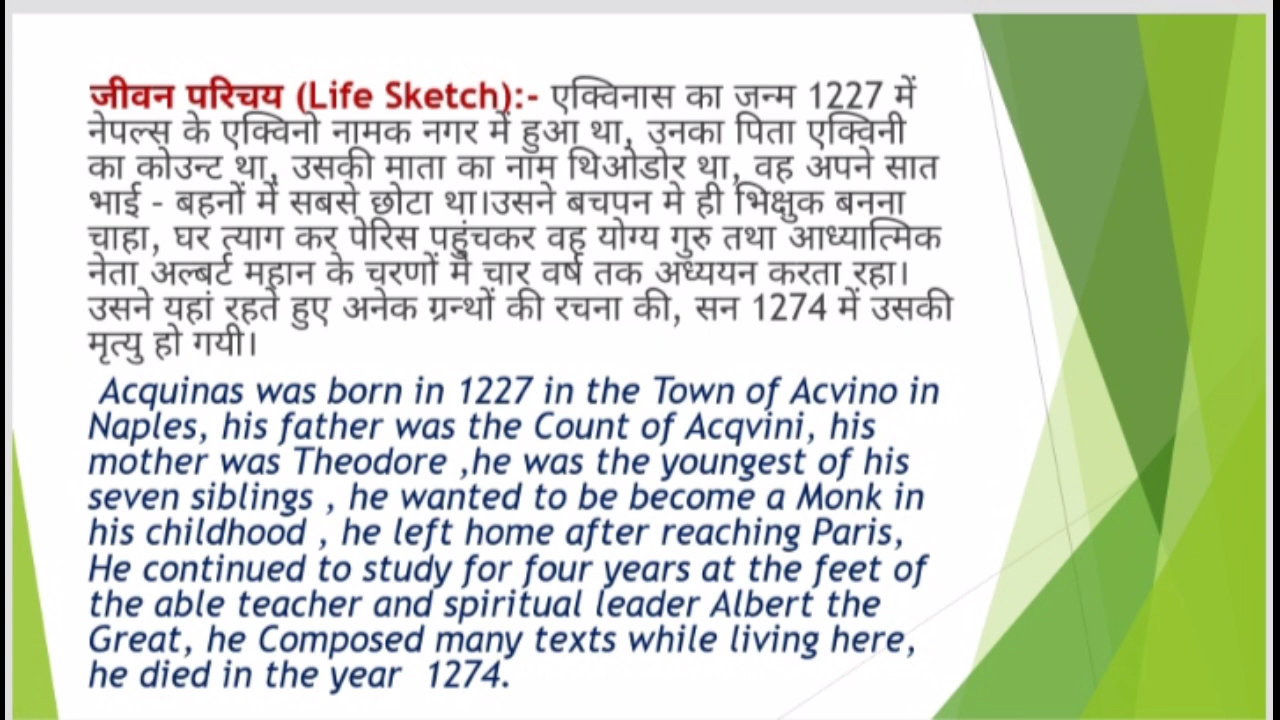 जीवन परिचय (Life Sketch):- एक्विनास का जन्म 1227 में
नेपल्स के एक्विनो नामक नगर में हुआ था, उनका पिता एक्विनी
का कोउन्ट था, उसकी माता का नाम थिओडोर था, वह अपने सात
भाई - बहनों में सबसे छोटा था।उसने बचपन मे ही भिक्षुक बनना
चाहा, घर त्याग कर पेरिस पहुंचकर वह योग्य गुरु तथा आध्यात्मिक
नेता अल्बर्ट महान के चरणों में चार वर्ष तक अध्ययन करता रहा।
उसने यहां रहते हुए अनेक ग्रन्थों की रचना की, सन 1274 में उसकी
मृत्यु हो गयी।
Acquinas was born in 1227 in the Town of Acvino in
Naples, his father was the Count of Acqvini, his
mother was Theodore ,he was the youngest of his
seven siblings , he wanted to be become a Monk in
his childhood , he left home after reaching Paris,
He continued to study for four years at the feet of
the able teacher and spiritual leader Albert the
Great, he Composed many texts while living here,
he died in the year 1274.